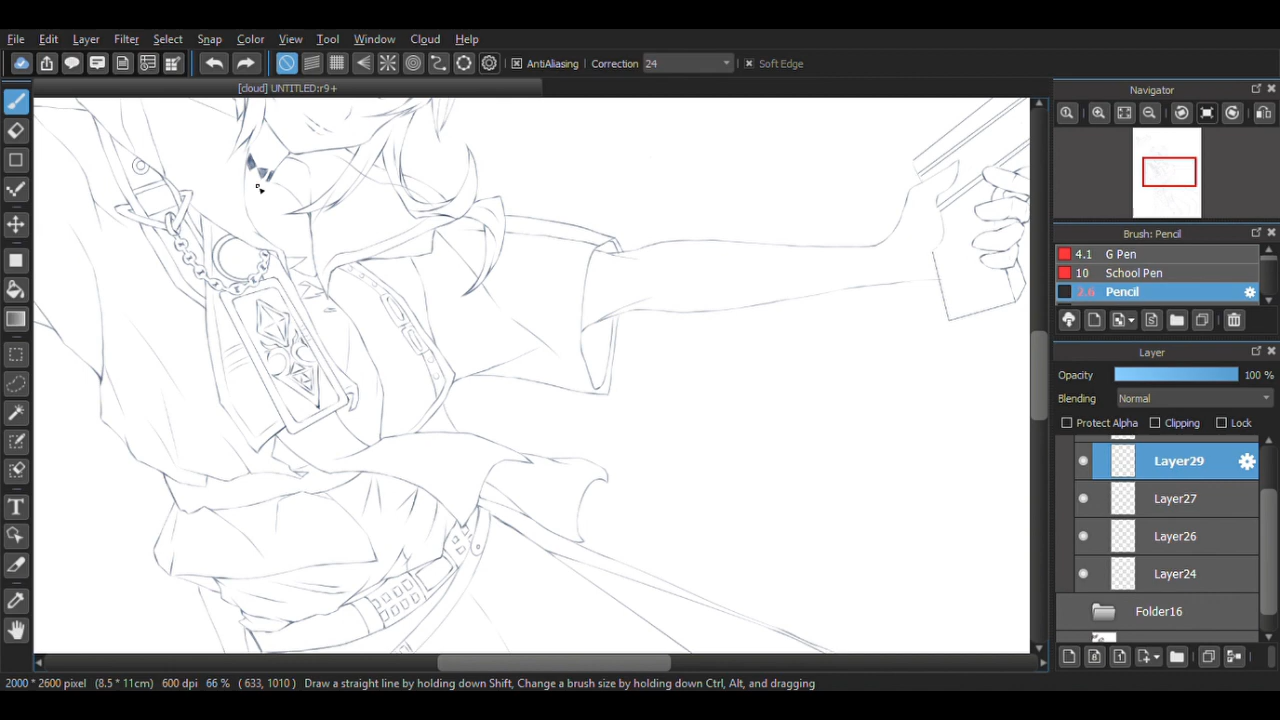 File Edit Layer Filter Select Snap Color View Tool Window Cloud Help
AntiAliasing Correction 24 Soft Edge
[cloud] UNTITLED:r9+
Navigator
Brush: Pencil
4.1 G Pen
10 School Pen
2.6 Pencil
Layer
Opacity 100 %
Blending Normal
Protect Alpha Clipping Lock
Layer29
Layer27
Layer26
Layer24
Folder16
2000 * 2600 pixel (8.5 * 11cm) 600 dpi 66 % ( 633, 1010 ) Draw a straight line by holding down Shift, Change a brush size by holding down Ctrl, Alt, and dragging